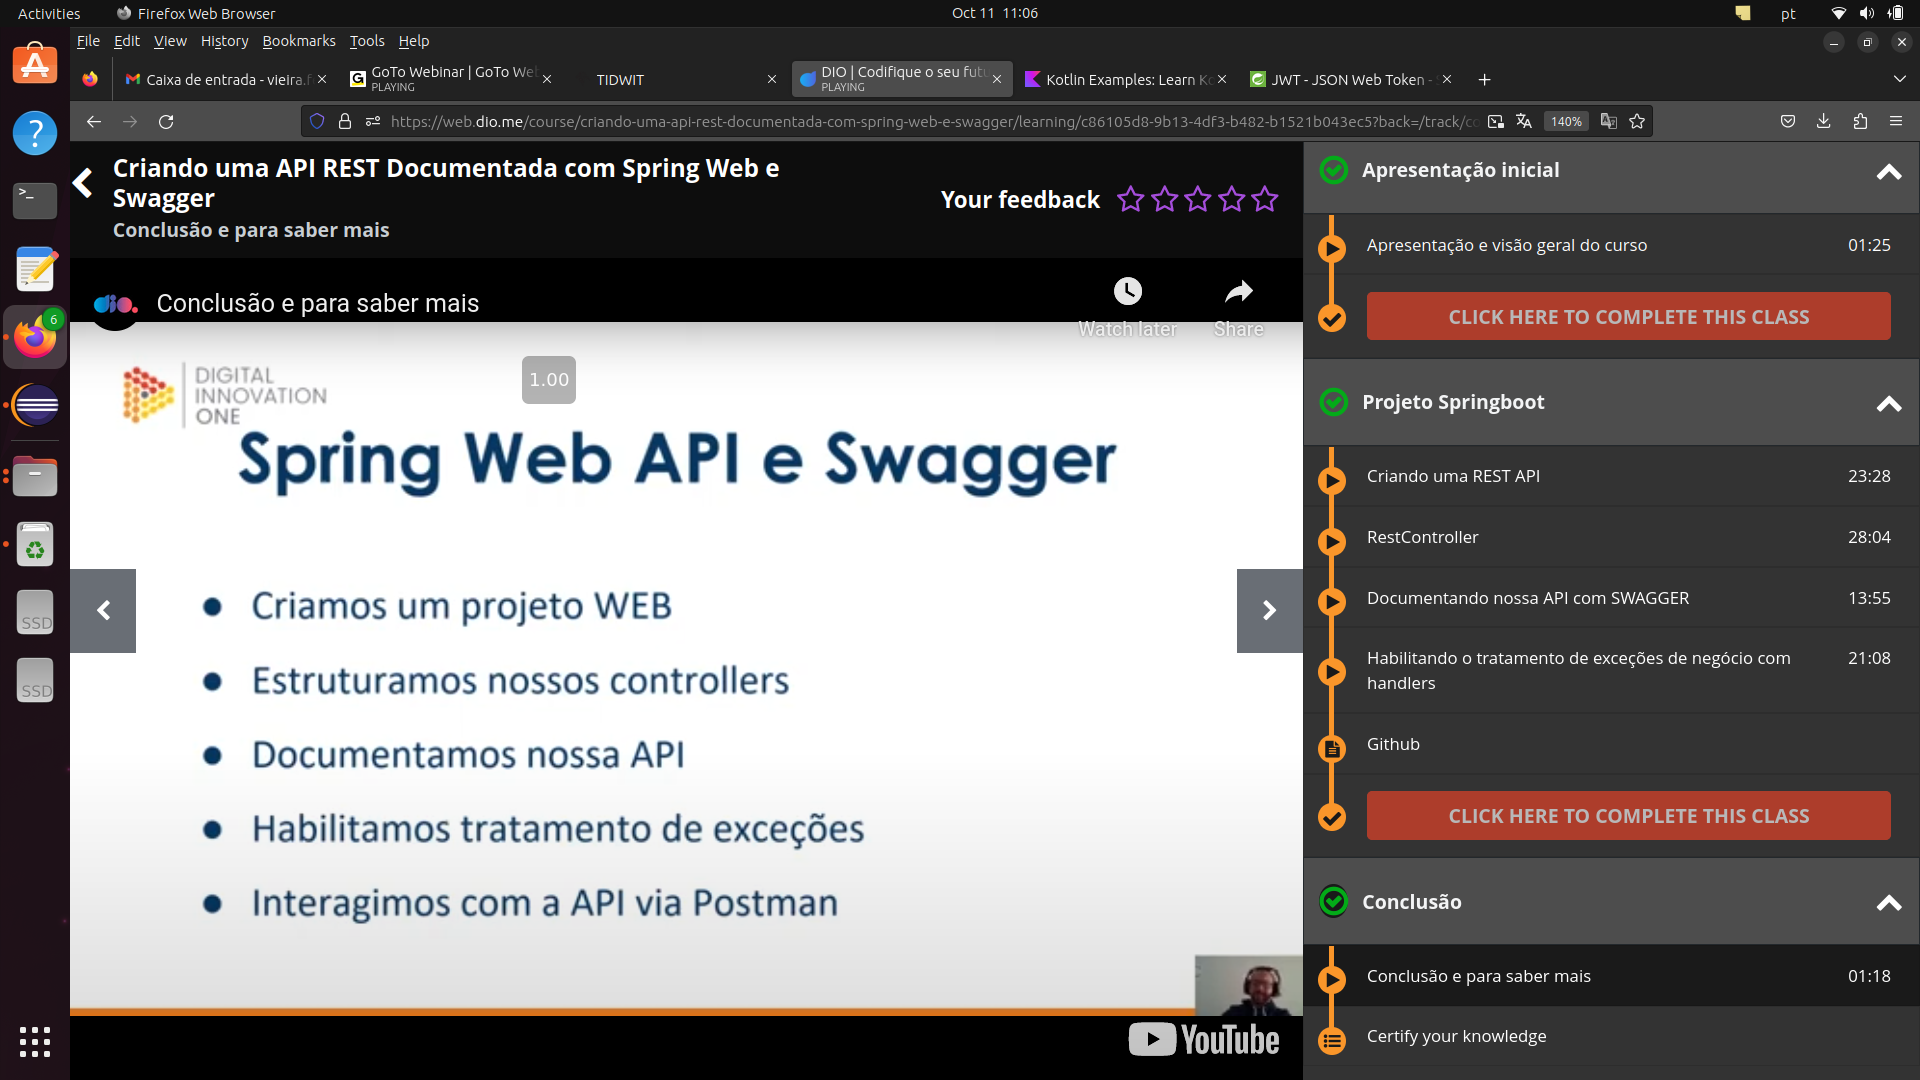 Activities
Firefox Web Browser
Oct 11 11:06
pt
File Edit View History Bookmarks Tools Help
Caixa de entrada - vieira.f
GoTo Webinar | GoTo Web
PLAYING
TIDWIT
DIO | Codifique o seu futu
PLAYING
Kotlin Examples: Learn Ko
JWT - JSON Web Token - S
https://web.dio.me/course/criando-uma-api-rest-documentada-com-spring-web-e-swagger/learning/c86105d8-9b13-4df3-b482-b1521b043ec5?back=/track/co
140%
6
SSD
SSD
Criando uma API REST Documentada com Spring Web e
Swagger
Conclusão e para saber mais
Your feedback
dio.
Conclusão e para saber mais
Watch later
Share
DIGITAL
INNOVATION
ONE
1.00
Spring Web API e Swagger
● Criamos um projeto WEB
● Estruturamos nossos controllers
● Documentamos nossa API
● Habilitamos tratamento de exceções
● Interagimos com a API via Postman
YouTube
Apresentação inicial
Apresentação e visão geral do curso 01:25
CLICK HERE TO COMPLETE THIS CLASS
Projeto Springboot
Criando uma REST API 23:28
RestController 28:04
Documentando nossa API com SWAGGER 13:55
Habilitando o tratamento de exceções de negócio com 21:08
handlers
Github
CLICK HERE TO COMPLETE THIS CLASS
Conclusão
Conclusão e para saber mais 01:18
Certify your knowledge